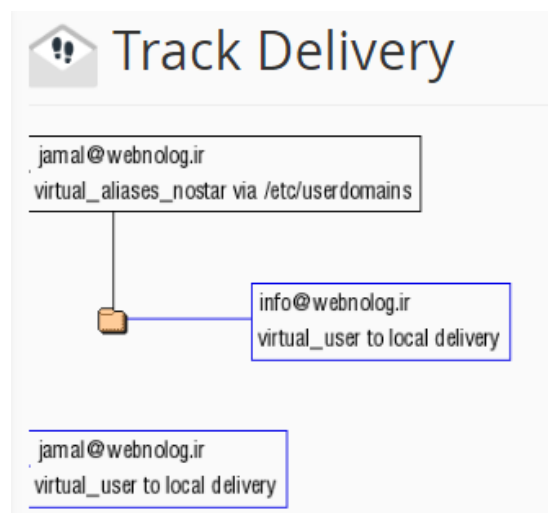 Track Delivery
jamal@webnolog.ir
virtual_aliases_nostar via /etc/userdomains
info@webnolog.ir
virtual_user to local delivery
jamal@webnolog.ir
virtual_user to local delivery